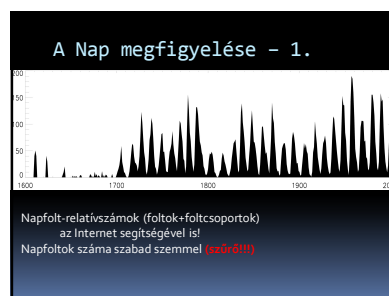 A Nap megfigyelése – 1.
200
150
100
50
0
1600 1700 1800 1900 20
Napfolt-relatívszámok (foltok+foltcsoportok)
az Internet segítségével is!
Napfoltok száma szabad szemmel (szűrő!!!)